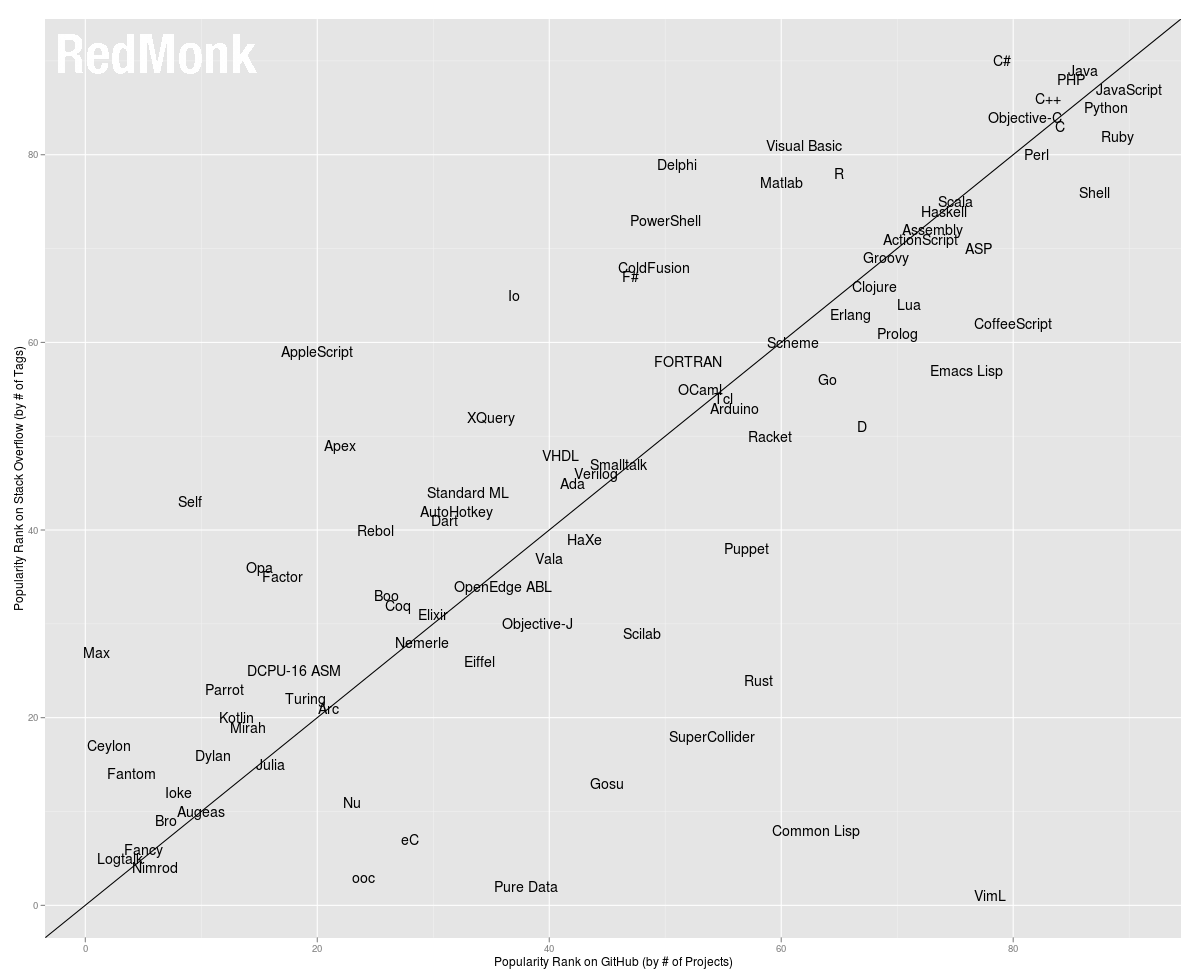 RedMonk
C#
Java
PHP
JavaScript
C++
Python
Objective-C
C
Ruby
Visual Basic
Perl
Delphi
R
Matlab
Shell
Scala
Haskell
PowerShell
Assembly
ActionScript
ASP
Groovy
ColdFusion
F#
Clojure
Io
Lua
Erlang
CoffeeScript
Prolog
Scheme
AppleScript
FORTRAN
Emacs Lisp
Go
OCaml
Tcl
Arduino
XQuery
D
Racket
Apex
VHDL
Smalltalk
Verilog
Ada
Standard ML
Self
AutoHotkey
Dart
Rebol
HaXe
Puppet
Vala
Opa
Factor
OpenEdge ABL
Boo
Coq
Elixir
Objective-J
Scilab
Nemerle
Max
Eiffel
DCPU-16 ASM
Rust
Parrot
Turing
Arc
Kotlin
Mirah
SuperCollider
Ceylon
Dylan
Julia
Fantom
Gosu
Ioke
Nu
Augeas
Bro
Common Lisp
eC
Fancy
Logtalk
Nimrod
ooc
Pure Data
VimL
80
60
40
20
0
0 20 40 60 80
Popularity Rank on GitHub (by # of Projects)
Popularity Rank on Stack Overflow (by # of Tags)